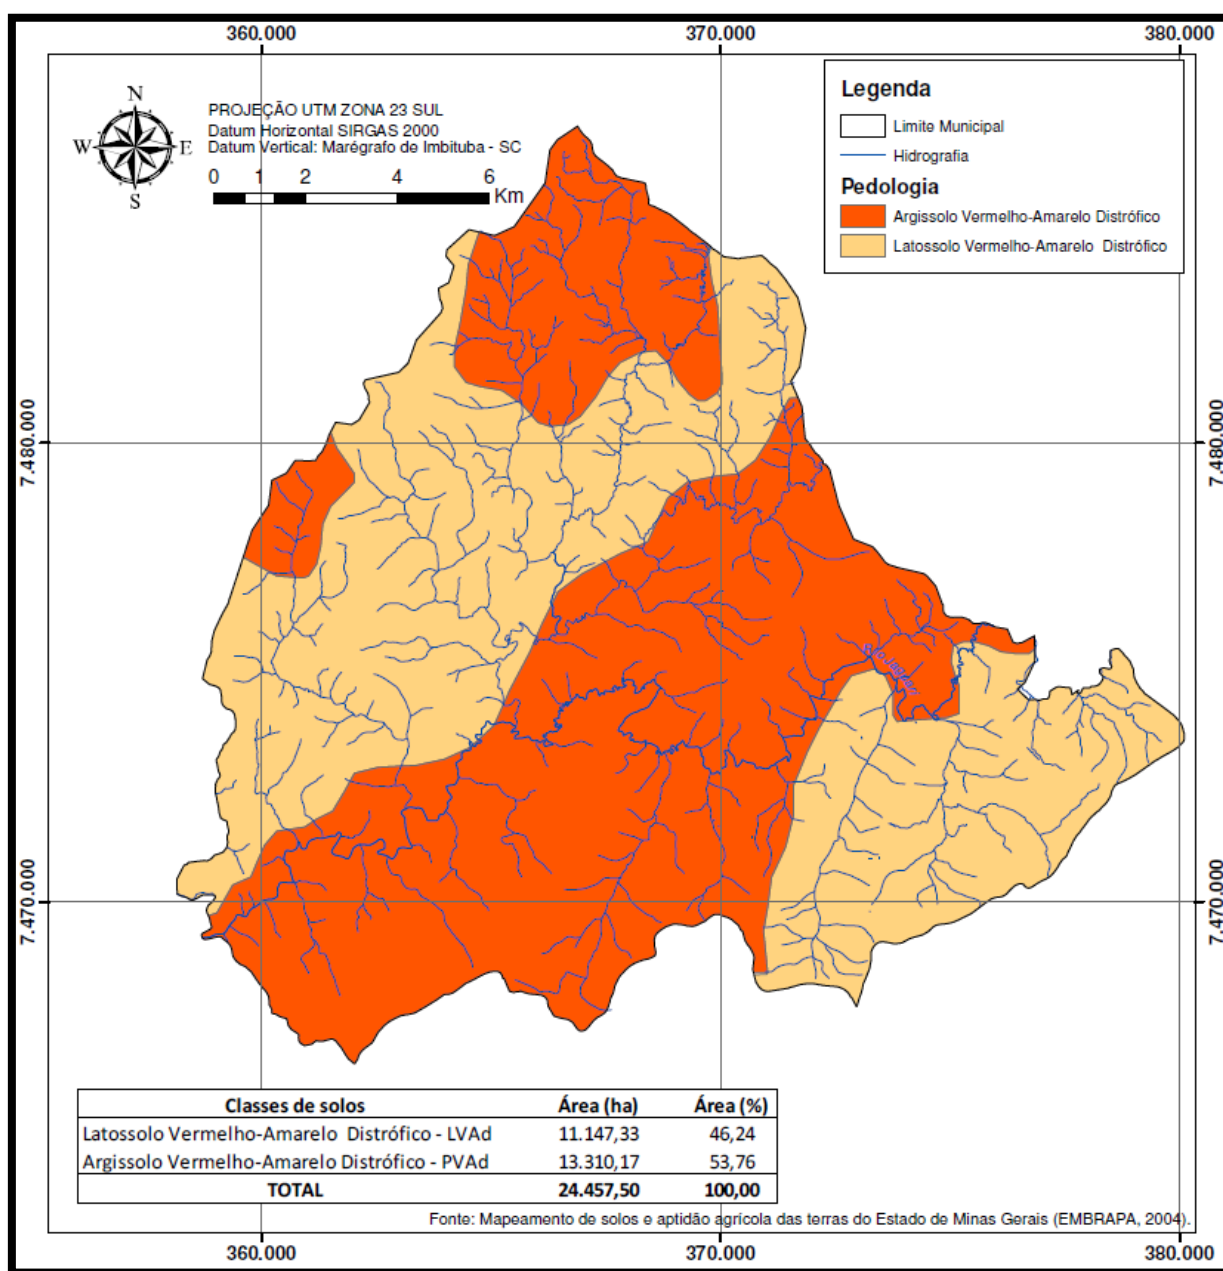 360.000
370.000
380.000
N
W
E
S
PROJEÇÃO UTM ZONA 23 SUL
Datum Horizontal SIRGAS 2000
Datum Vertical: Marégrafo de Imbituba - SC
0 1 2 4 6
Km
Legenda
Limite Municipal
Hidrografia
Pedologia
Argissolo Vermelho-Amarelo Distrófico
Latossolo Vermelho-Amarelo Distrófico
7.480.000
7.480.000
7.470.000
7.470.000
Classes de solos Área (ha) Área (%)
Latossolo Vermelho-Amarelo Distrófico - LVAd 11.147,33 46,24
Argissolo Vermelho-Amarelo Distrófico - PVAd 13.310,17 53,76
TOTAL 24.457,50 100,00
Fonte: Mapeamento de solos e aptidão agrícola das terras do Estado de Minas Gerais (EMBRAPA, 2004).
360.000
370.000
380.000